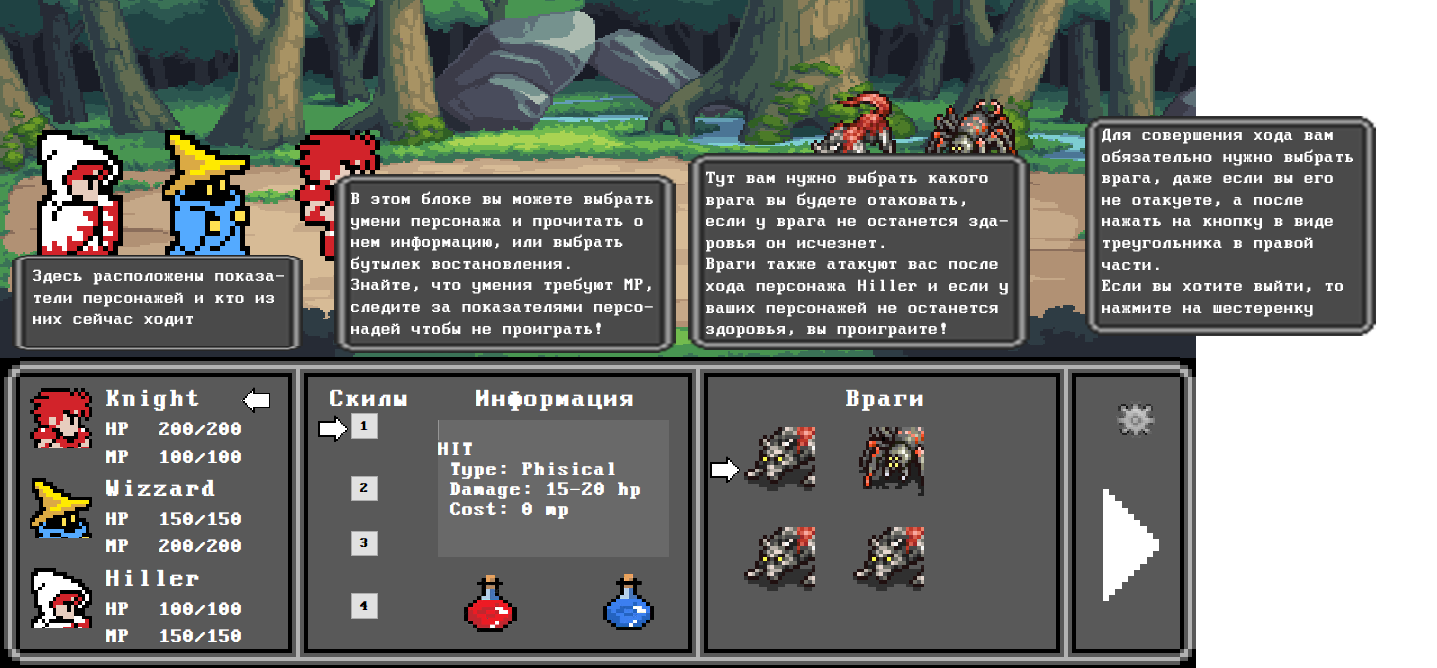 Здесь расположены показа-
тели персонажей и кто из
них сейчас ходит
В этом блоке вы можете выбрать
умени персонажа и прочитать о
нем информацию, или выбрать
бутылек востановления.
Знайте, что умения требуют MP,
следите за показателями персо-
надей чтобы не проиграть!
Тут вам нужно выбрать какого
врага вы будете отаковать,
если у врага не останется здо-
ровья он исчезнет.
Враги также атакуют вас после
хода персонажа Hiller и если у
ваших персонажей не останется
здоровья, вы проиграите!
Для совершения хода вам
обязательно нужно выбрать
врага, даже если вы его
не отакуете, а после
нажать на кнопку в виде
треугольника в правой
части.
Если вы хотите выйти, то
нажмите на шестеренку
Knight
HP 200/200
MP 100/100
Wizzard
HP 150/150
MP 200/200
Hiller
HP 100/100
MP 150/150
Скилы
1
2
3
4
Информация
HIT
Type: Phisical
Damage: 15-20 hp
Cost: 0 mp
Враги